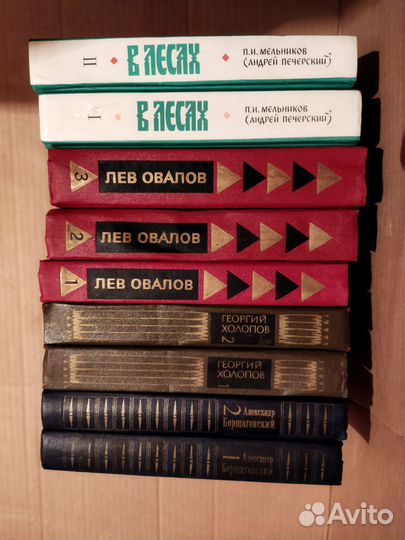 II В ЛЕСАХ П.И. МЕЛЬНИКОВ
(АНДРЕЙ ПЕЧЕРСКИЙ)
I В ЛЕСАХ П.И. МЕЛЬНИКОВ
(АНДРЕЙ ПЕЧЕРСКИЙ)
3 ЛЕВ ОВАЛОВ
2 ЛЕВ ОВАЛОВ
1 ЛЕВ ОВАЛОВ
ГЕОРГИЙ
ХОЛОПОВ 2
ГЕОРГИЙ
ХОЛОПОВ 1
2 Александр
Борщаговский
1 Александр
Борщаговский
Avito